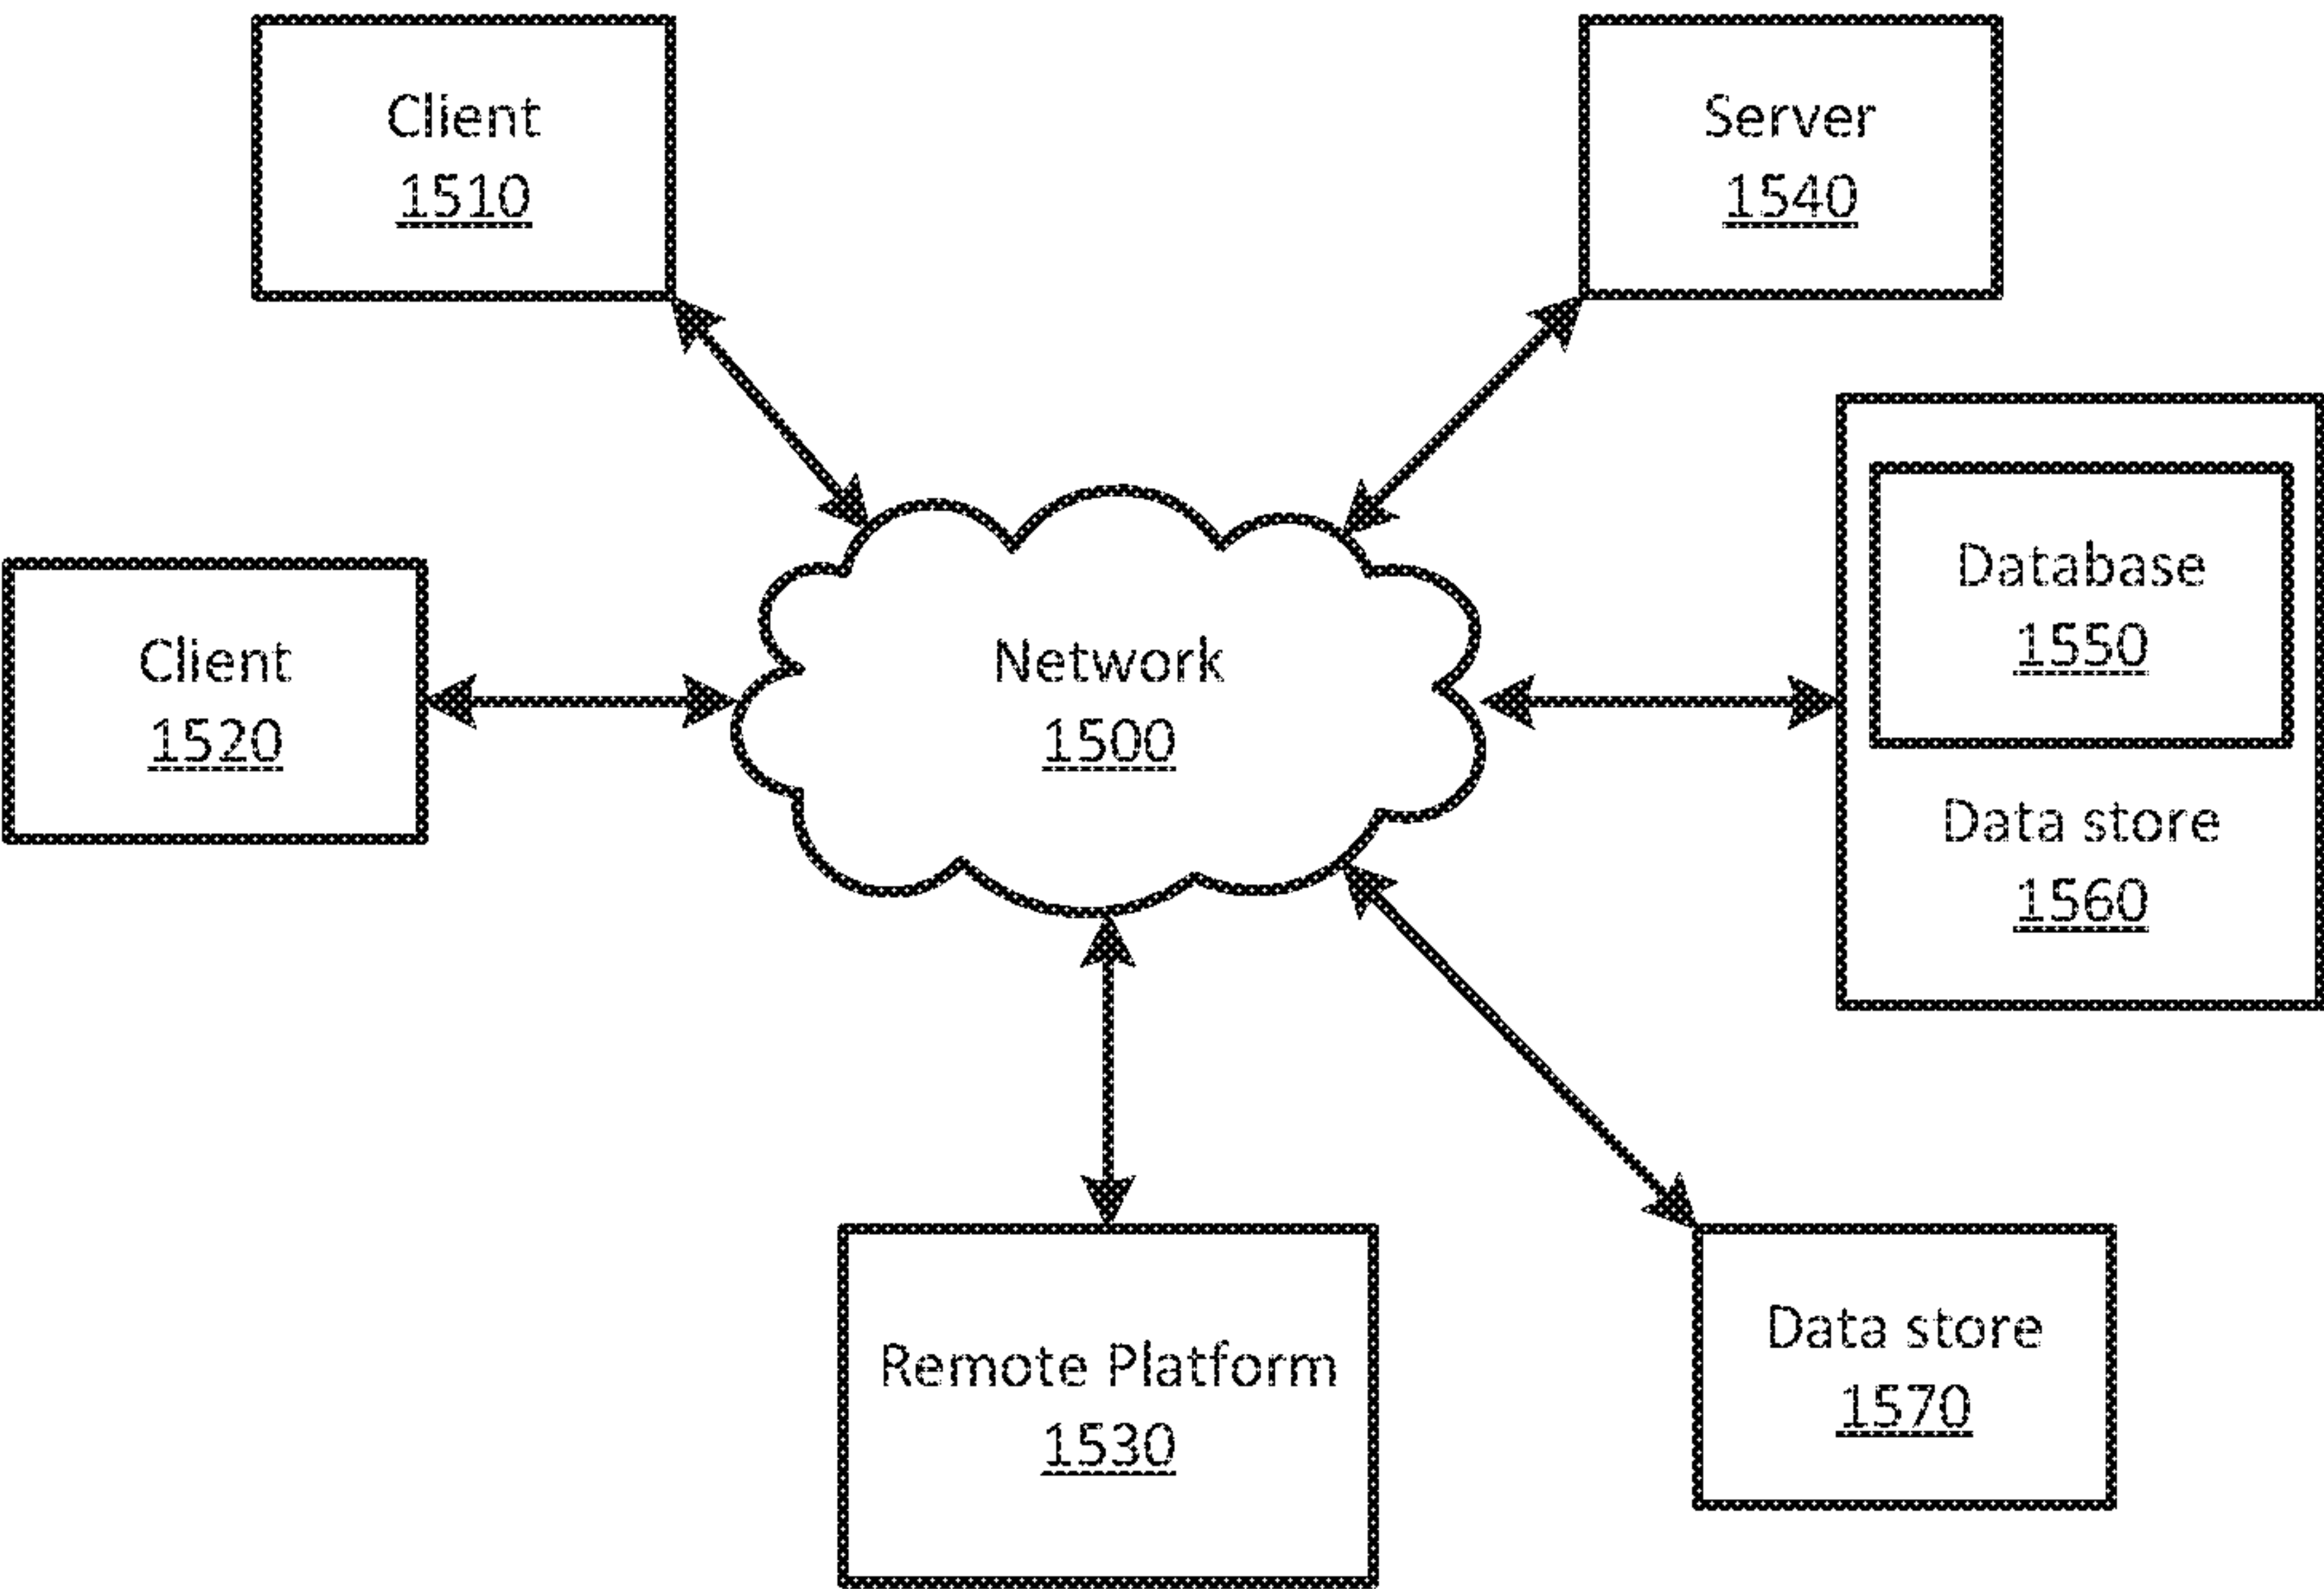 Client
1510
Server
1540
Database
1550
Data store
1560
Client
1520
Network
1500
Remote Platform
1530
Data store
1570